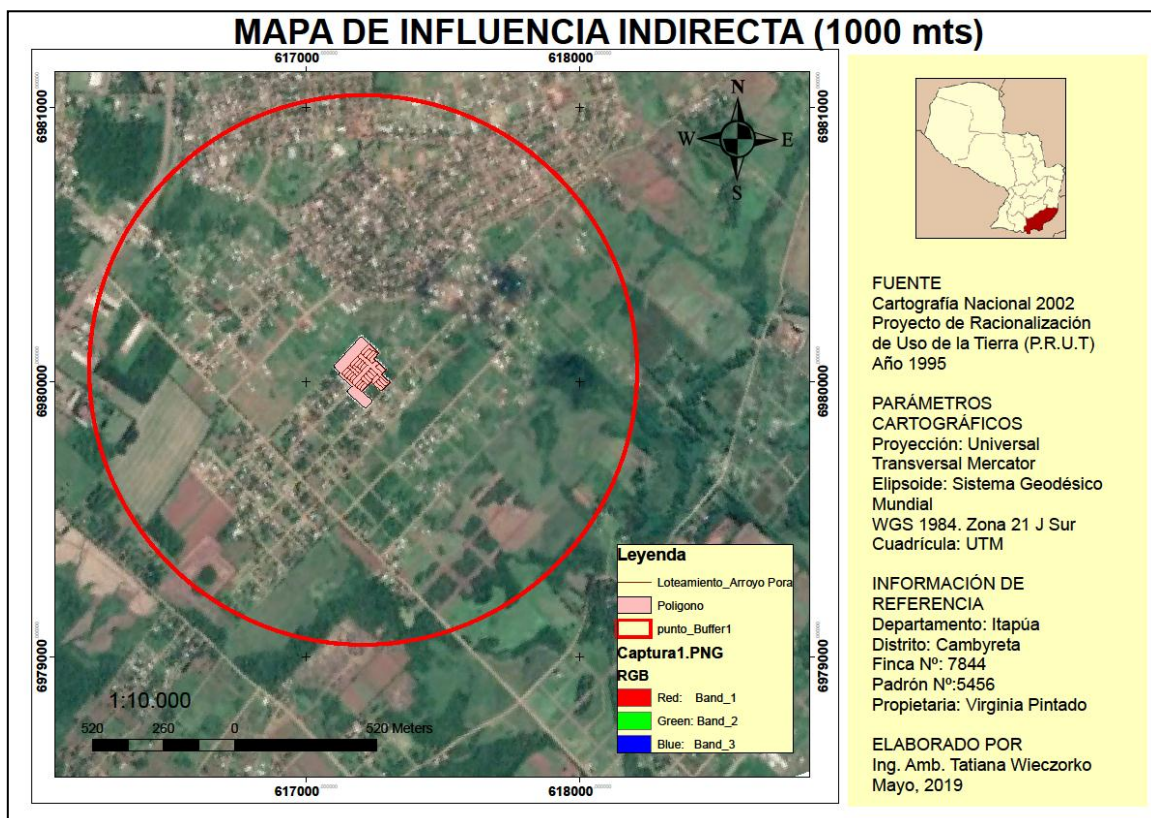 MAPA DE INFLUENCIA INDIRECTA (1000 mts)
617000 618000
6981000 6981000
N
W E
S
6980000 6980000
6979000 6979000
617000 618000
1:10.000
520 260 0 520 Meters
Leyenda
Loteamiento_Arroyo Pora
Poligono
punto_Buffer1
Captura1.PNG
RGB
Red: Band_1
Green: Band_2
Blue: Band_3
FUENTE
Cartografía Nacional 2002
Proyecto de Racionalización
de Uso de la Tierra (P.R.U.T)
Año 1995
PARÁMETROS
CARTOGRÁFICOS
Proyección: Universal
Transversal Mercator
Elipsoide: Sistema Geodésico
Mundial
WGS 1984. Zona 21 J Sur
Cuadrícula: UTM
INFORMACIÓN DE
REFERENCIA
Departamento: Itapúa
Distrito: Cambyreta
Finca Nº: 7844
Padrón Nº:5456
Propietaria: Virginia Pintado
ELABORADO POR
Ing. Amb. Tatiana Wieczorko
Mayo, 2019